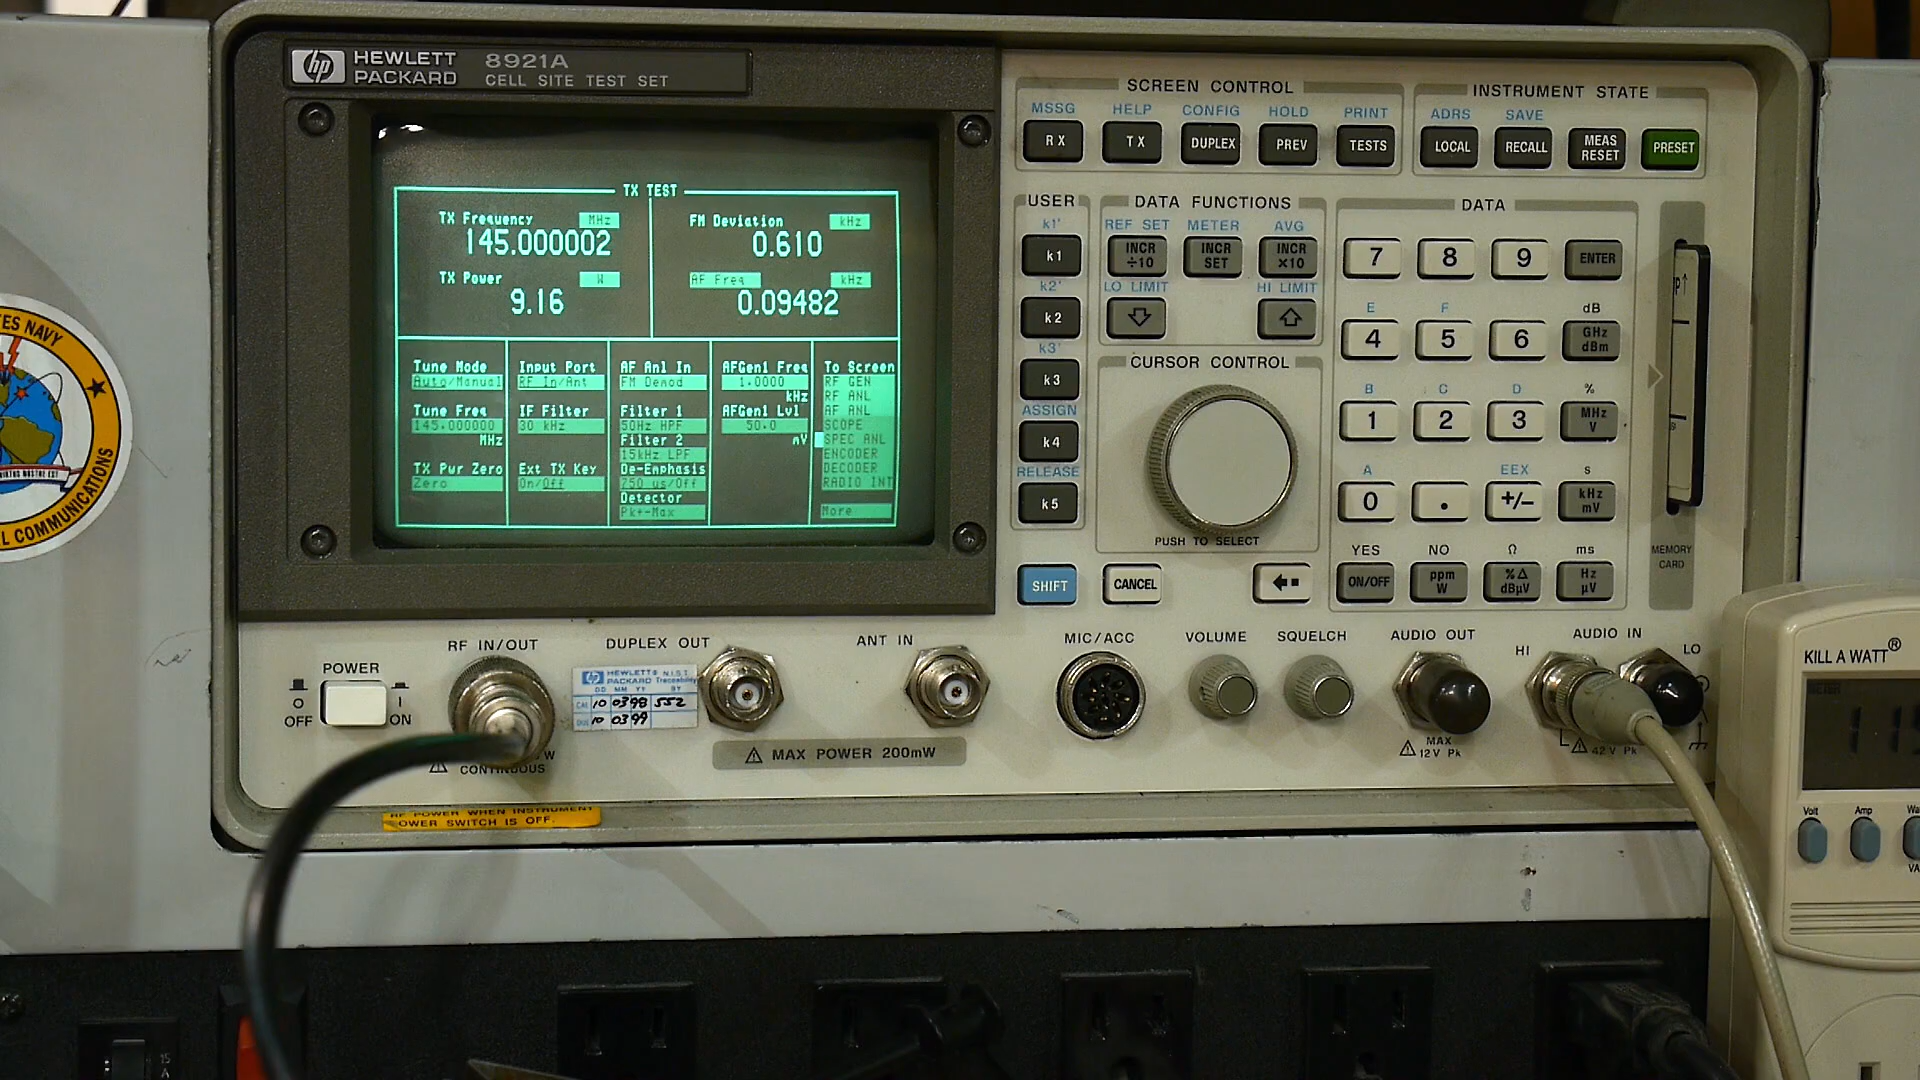 hp HEWLETT PACKARD 8921A CELL SITE TEST SET
TX TEST
TX Frequency MHz
145.000002
TX Power W
9.16
FM Deviation kHz
0.610
AF Freq kHz
0.09482
Tune Mode
Auto/Manual
Tune Freq
145.000000
MHz
TX Pwr Zero
Zero
Input Port
RF In/Ant
IF Filter
30 kHz
Ext TX Key
On/Off
AF Anl In
FM Demod
Filter 1
50Hz HPF
Filter 2
15kHz LPF
De-Emphasis
750 us/Off
Detector
Pk+-Max
AFGen1 Freq
1.0000
kHz
AFGen1 Lvl
50.0
mV
To Screen
RF GEN
RF ANL
AF ANL
SCOPE
SPEC ANL
ENCODER
DECODER
RADIO INT
More
SCREEN CONTROL
MSSG HELP CONFIG HOLD PRINT
RX TX DUPLEX PREV TESTS
INSTRUMENT STATE
ADRS SAVE
LOCAL RECALL MEAS RESET PRESET
USER
k1'
k1
k2'
k2
k3'
k3
ASSIGN
k4
RELEASE
k5
DATA FUNCTIONS
REF SET METER AVG
INCR ÷10 INCR SET INCR ×10
LO LIMIT HI LIMIT
CURSOR CONTROL
PUSH TO SELECT
SHIFT CANCEL
DATA
7 8 9 ENTER
E F dB
4 5 6 GHz dBm
B C D %
1 2 3 MHz V
A EEX s
0 . +/− kHz mV
YES NO Ω ms
ON/OFF ppm W %Δ dBμV Hz μV
MEMORY
CARD
POWER
O OFF
I ON
RF IN/OUT
CONTINUOUS
DUPLEX OUT
ANT IN
MAX POWER 200mW
HEWLETT PACKARD N.I.S.T. Traceability
DD MM YY BY
CAL 10 03 98 552
DUE 10 03 99
MIC/ACC
VOLUME
SQUELCH
AUDIO OUT
MAX
12V Pk
AUDIO IN
HI
LO
42V Pk
RF POWER WHEN INSTRUMENT
OWER SWITCH IS OFF.
ES NAVY
L COMMUNICATIONS
KILL A WATT®
Volt Amp
15
A